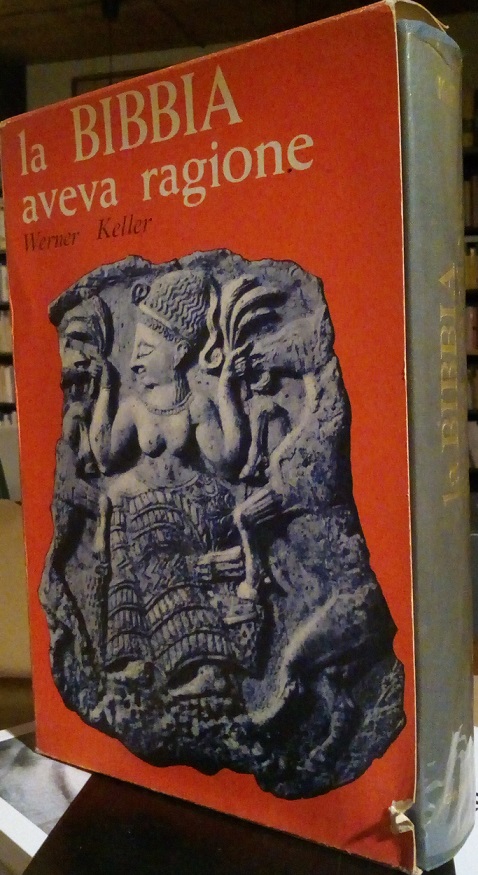 la BIBBIA
aveva ragione
Werner Keller
la BIBBIA